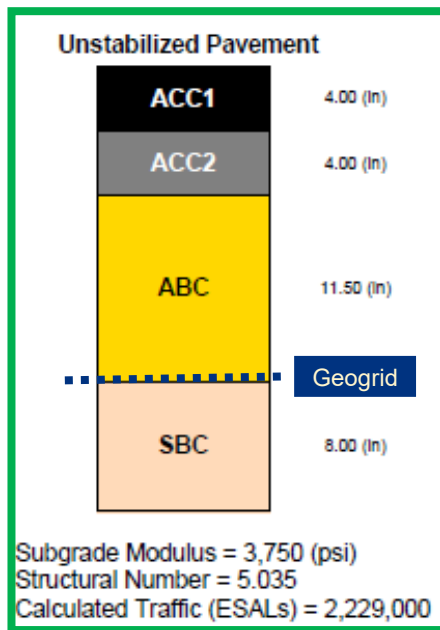 Unstabilized Pavement
ACC1 4.00 (in)
ACC2 4.00 (in)
ABC 11.50 (in)
Geogrid
SBC 8.00 (in)
Subgrade Modulus = 3,750 (psi)
Structural Number = 5.035
Calculated Traffic (ESALs) = 2,229,000